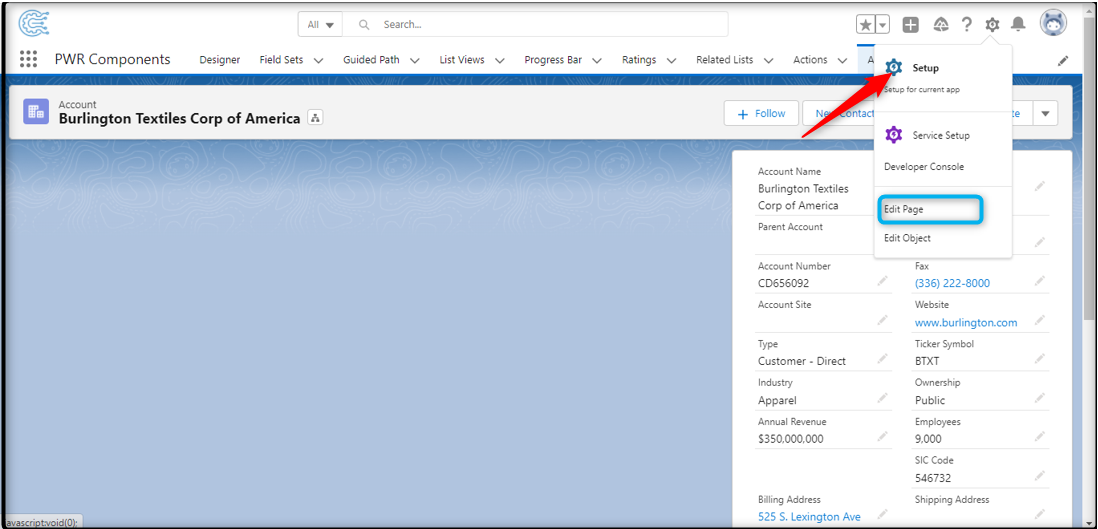 All
Search...
PWR Components
Designer
Field Sets
Guided Path
List Views
Progress Bar
Ratings
Related Lists
Actions
A
Setup
Setup for current app
Service Setup
Developer Console
Edit Page
Edit Object
Account
Burlington Textiles Corp of America
Follow
New Contact
te
Account Name
Burlington Textiles
Corp of America
Parent Account
Account Number
CD656092
Fax
(336) 222-8000
Account Site
Website
www.burlington.com
Type
Customer - Direct
Ticker Symbol
BTXT
Industry
Apparel
Ownership
Public
Annual Revenue
$350,000,000
Employees
9,000
SIC Code
546732
Billing Address
525 S. Lexington Ave
Shipping Address
avascript:void(0);